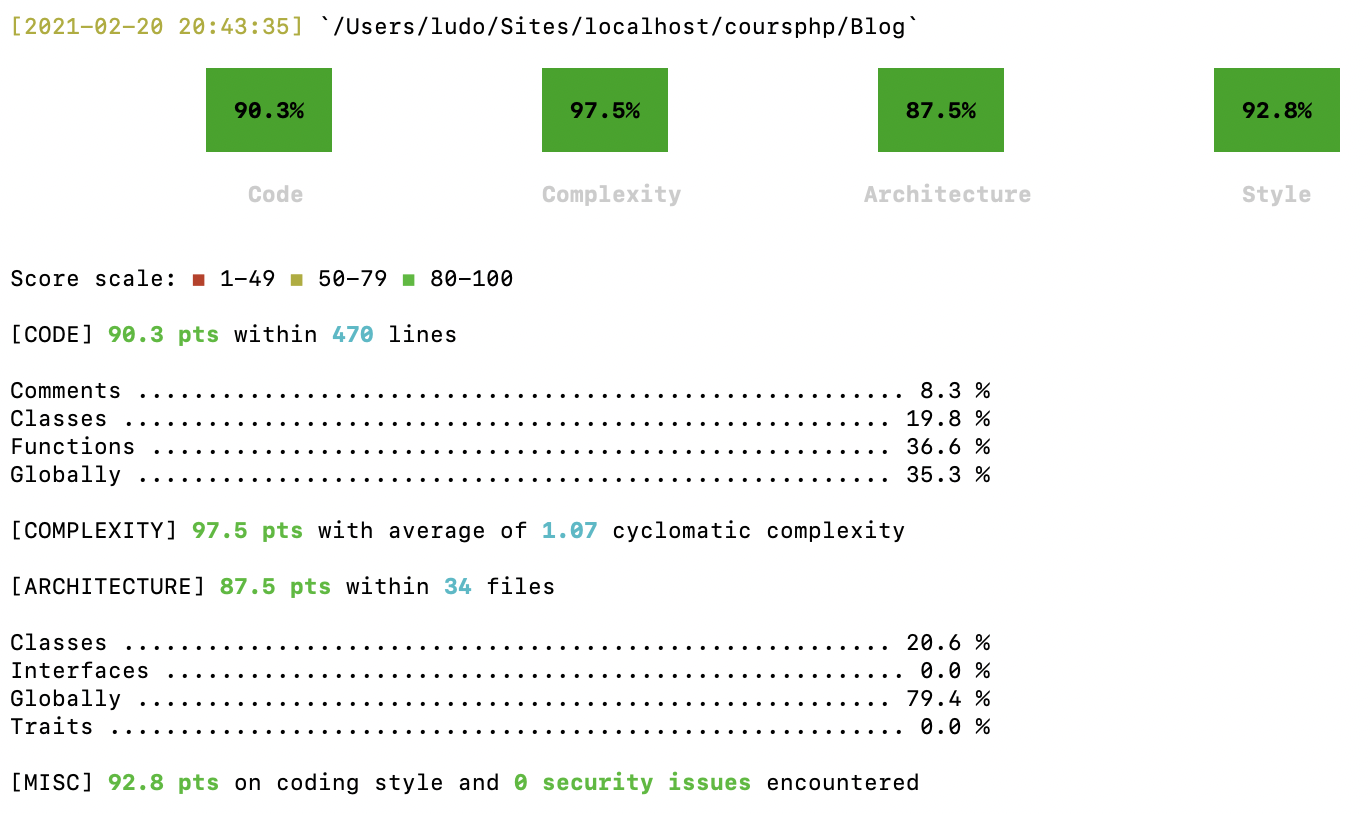 [2021-02-20 20:43:35] `/Users/ludo/Sites/localhost/coursphp/Blog`
90.3% 97.5% 87.5% 92.8%
Code Complexity Architecture Style
Score scale: ■ 1-49 ■ 50-79 ■ 80-100
[CODE] 90.3 pts within 470 lines
Comments ....................................................... 8.3 %
Classes ....................................................... 19.8 %
Functions ..................................................... 36.6 %
Globally ...................................................... 35.3 %
[COMPLEXITY] 97.5 pts with average of 1.07 cyclomatic complexity
[ARCHITECTURE] 87.5 pts within 34 files
Classes ....................................................... 20.6 %
Interfaces ..................................................... 0.0 %
Globally ...................................................... 79.4 %
Traits ......................................................... 0.0 %
[MISC] 92.8 pts on coding style and 0 security issues encountered